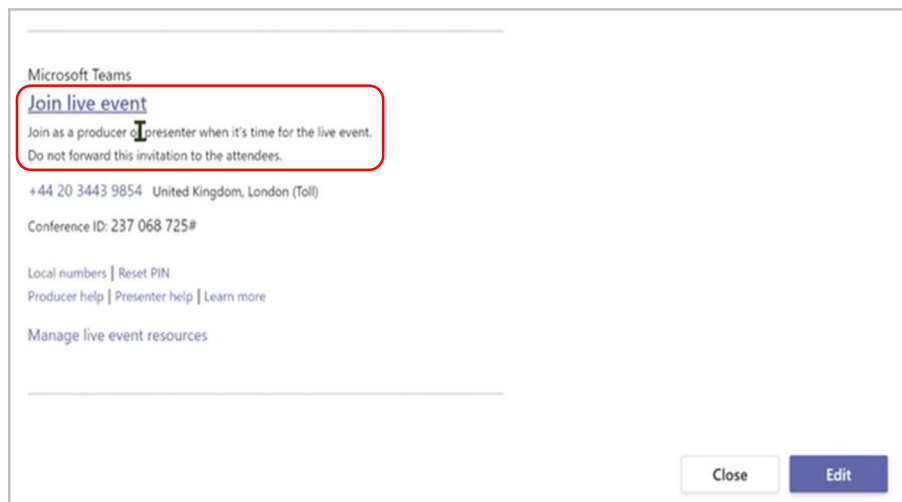 Microsoft Teams
Join live event
Join as a producer or presenter when it's time for the live event.
Do not forward this invitation to the attendees.
+44 20 3443 9854 United Kingdom, London (Toll)
Conference ID: 237 068 725#
Local numbers | Reset PIN
Producer help | Presenter help | Learn more
Manage live event resources
Close Edit